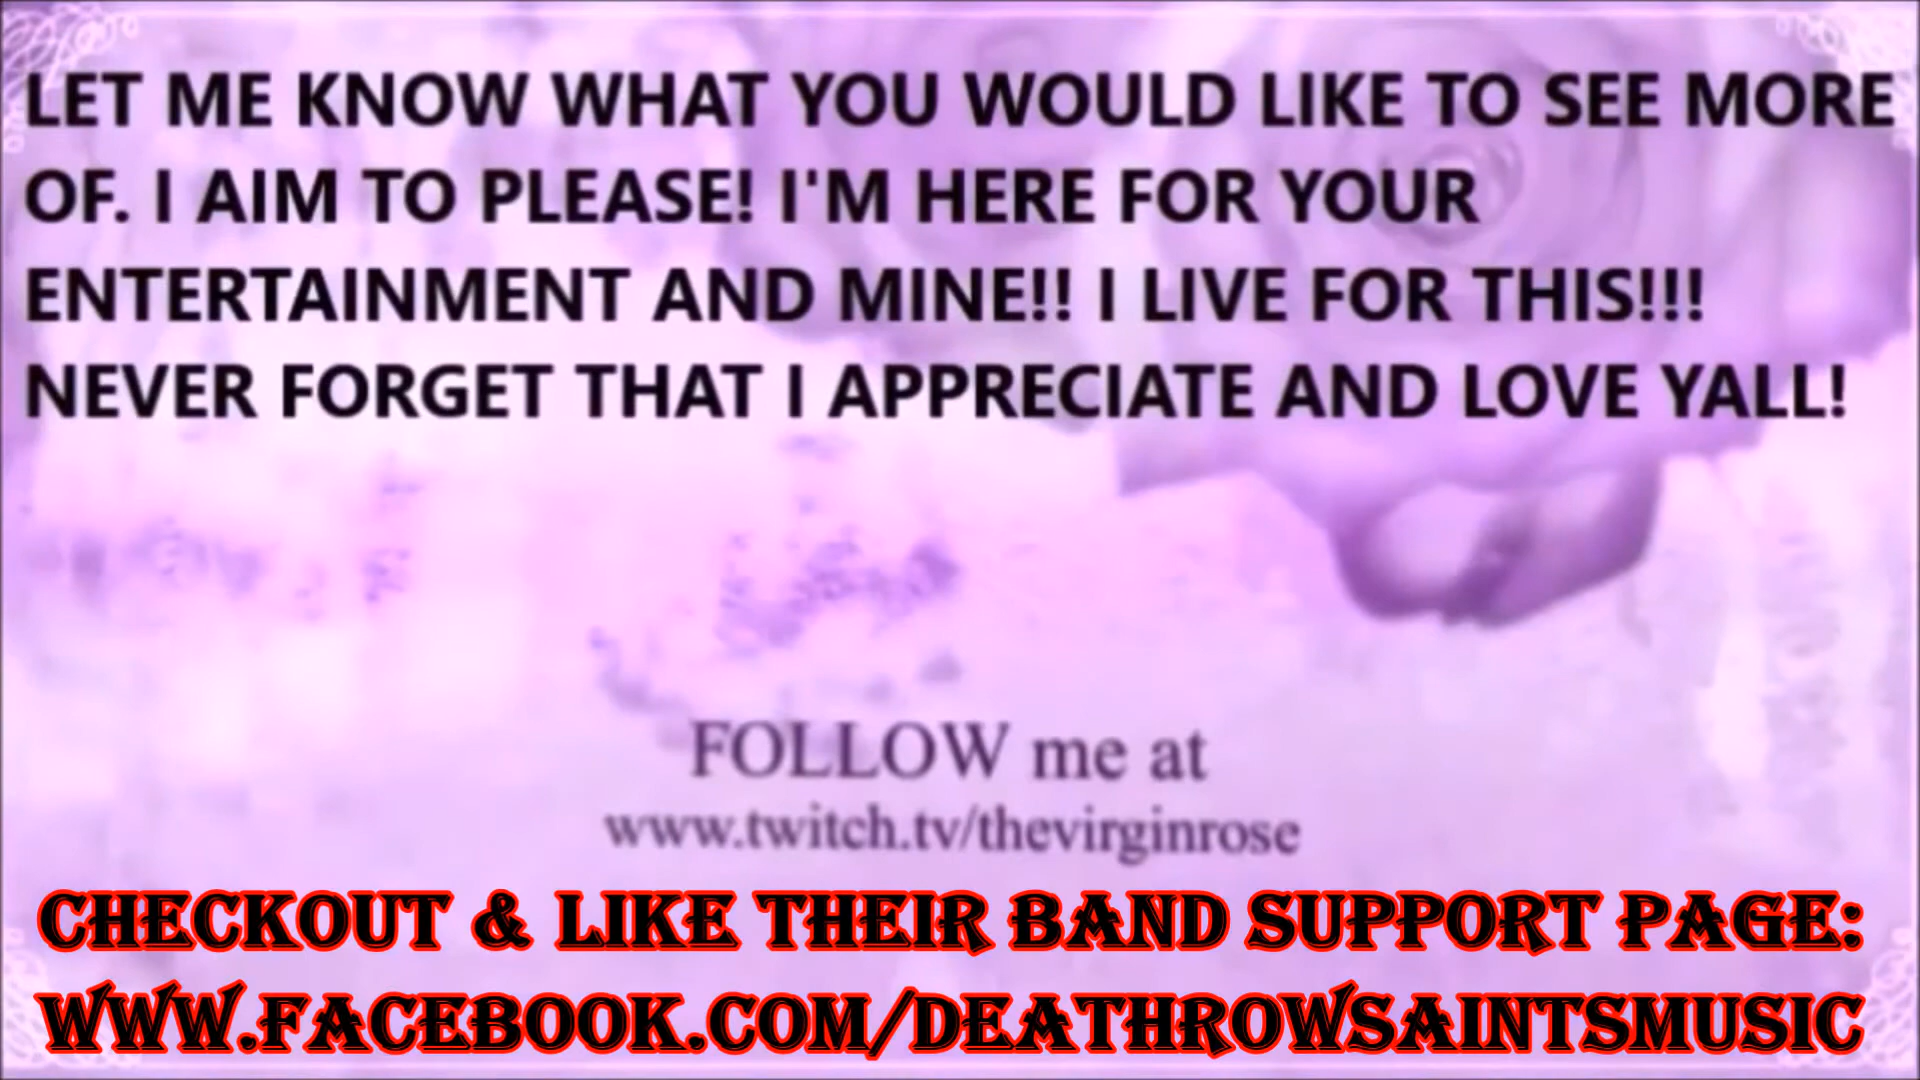 LET ME KNOW WHAT YOU WOULD LIKE TO SEE MORE
OF. I AIM TO PLEASE! I'M HERE FOR YOUR
ENTERTAINMENT AND MINE!! I LIVE FOR THIS!!!
NEVER FORGET THAT I APPRECIATE AND LOVE YALL!
FOLLOW me at
www.twitch.tv/thevirginrose
CHECKOUT & LIKE THEIR BAND SUPPORT PAGE:
WWW.FACEBOOK.COM/DEATHROWSAINTSMUSIC